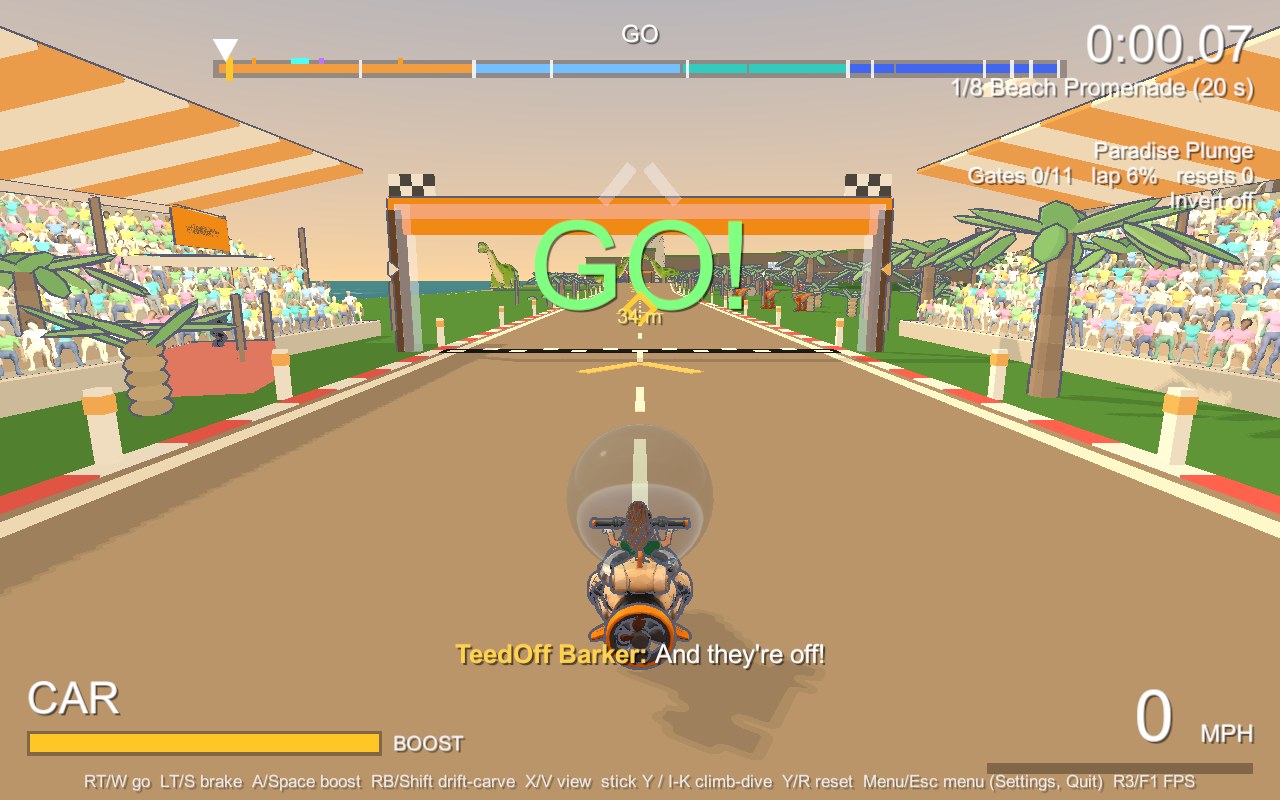 GO
0:00.07
1/8 Beach Promenade (20 s)
Paradise Plunge
Gates 0/11 lap 6% resets 0
Invert off
GO!
34 m
TeedOff Barker: And they're off!
CAR
BOOST
0 MPH
RT/W go LT/S brake A/Space boost RB/Shift drift-carve X/V view stick Y / I-K climb-dive Y/R reset Menu/Esc menu (Settings, Quit) R3/F1 FPS